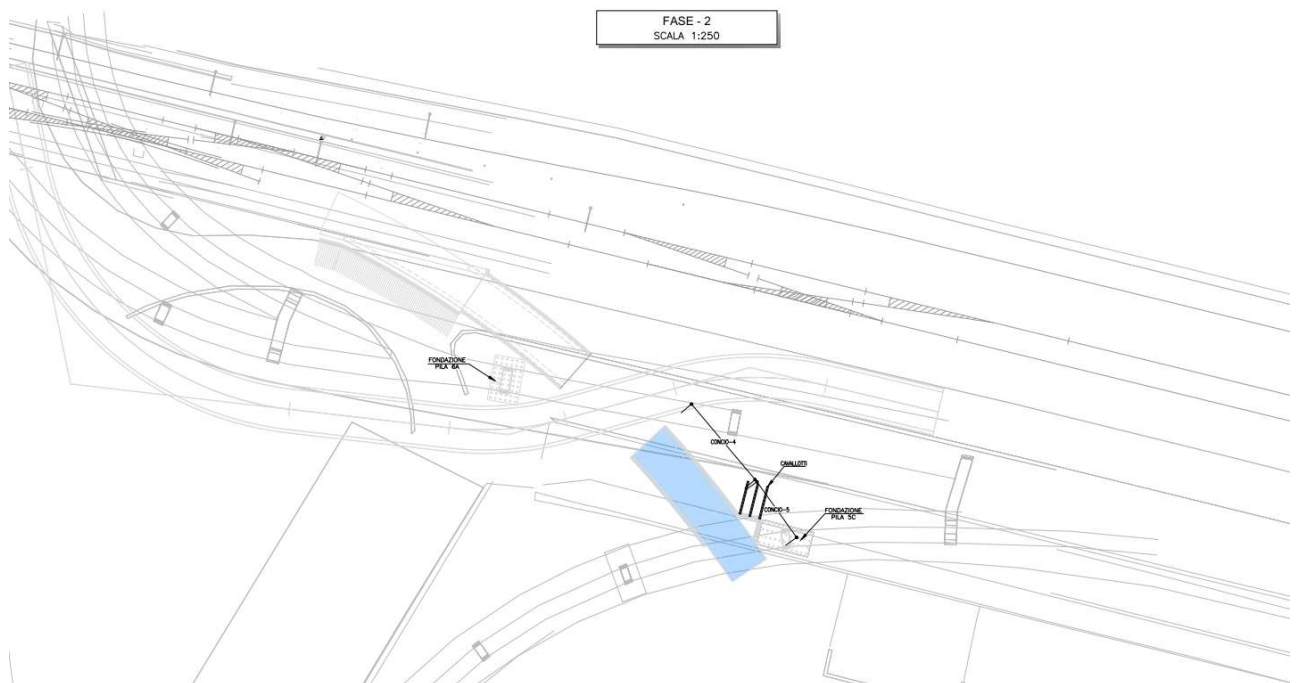 FASE - 2
SCALA 1:250
FONDAZIONE
PILA 6A
CONCIO-4
CAVALLOTTI
CONCIO-5
FONDAZIONE
PILA 5C